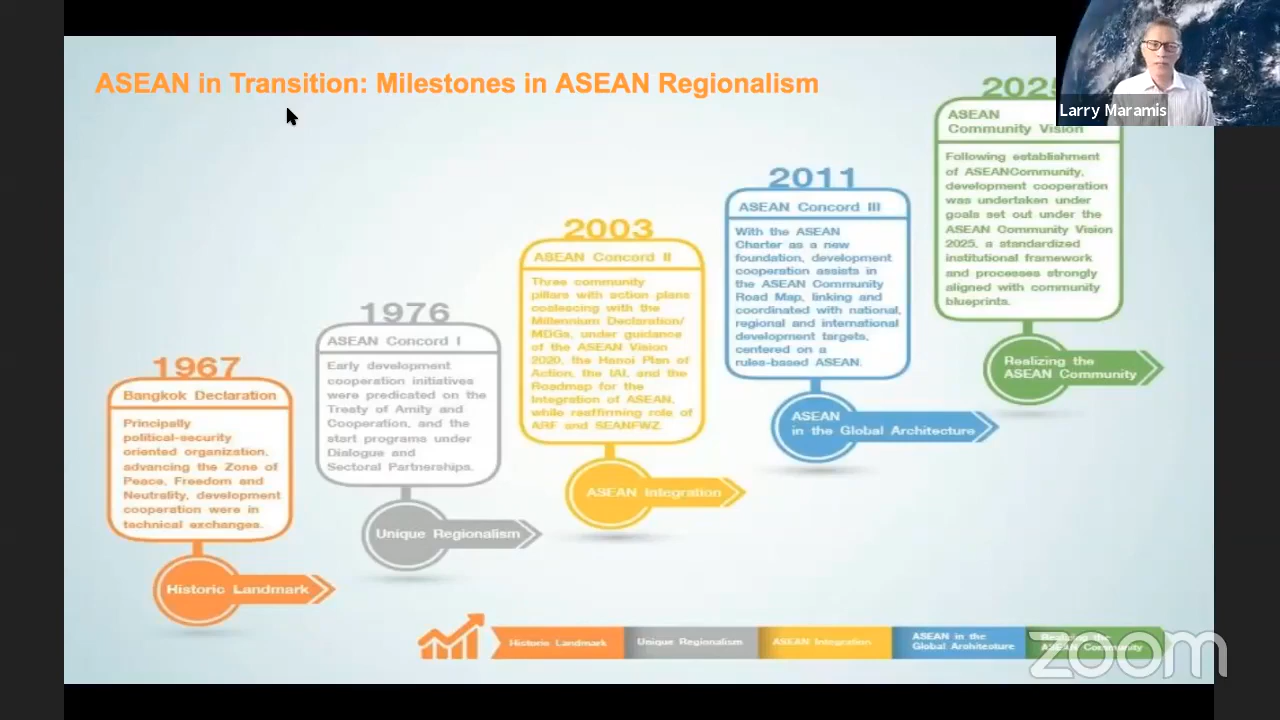 ASEAN in Transition: Milestones in ASEAN Regionalism
Larry Maramis
1967
Bangkok Declaration
Principally
political-security
oriented organization,
advancing the Zone of
Peace, Freedom and
Neutrality, development
cooperation were in
technical exchanges.
Historic Landmark
1976
ASEAN Concord I
Early development
cooperation initiatives
were predicated on the
Treaty of Amity and
Cooperation, and the
start programs under
Dialogue and
Sectoral Partnerships.
Unique Regionalism
2003
ASEAN Concord II
Three community
pillars with action plans
coalescing with the
Millennium Declaration/
MDGs, under guidance
of the ASEAN Vision
2020, the Hanoi Plan of
Action, the IAI, and the
Roadmap for the
Integration of ASEAN,
while reaffirming role of
ARF and SEANFWZ.
ASEAN Integration
2011
ASEAN Concord III
With the ASEAN
Charter as a new
foundation, development
cooperation assists in
the ASEAN Community
Road Map, linking and
coordinated with national,
regional and international
development targets,
centered on a
rules-based ASEAN.
ASEAN
in the Global Architecture
2025
ASEAN
Community Vision
Following establishment
of ASEANCommunity,
development cooperation
was undertaken under
goals set out under the
ASEAN Community Vision
2025, a standardized
institutional framework
and processes strongly
aligned with community
blueprints.
Realizing the
ASEAN Community
Historic Landmark
Unique Regionalism
ASEAN Integration
ASEAN in the
Global Architecture
Realizing the
ASEAN Community
zoom